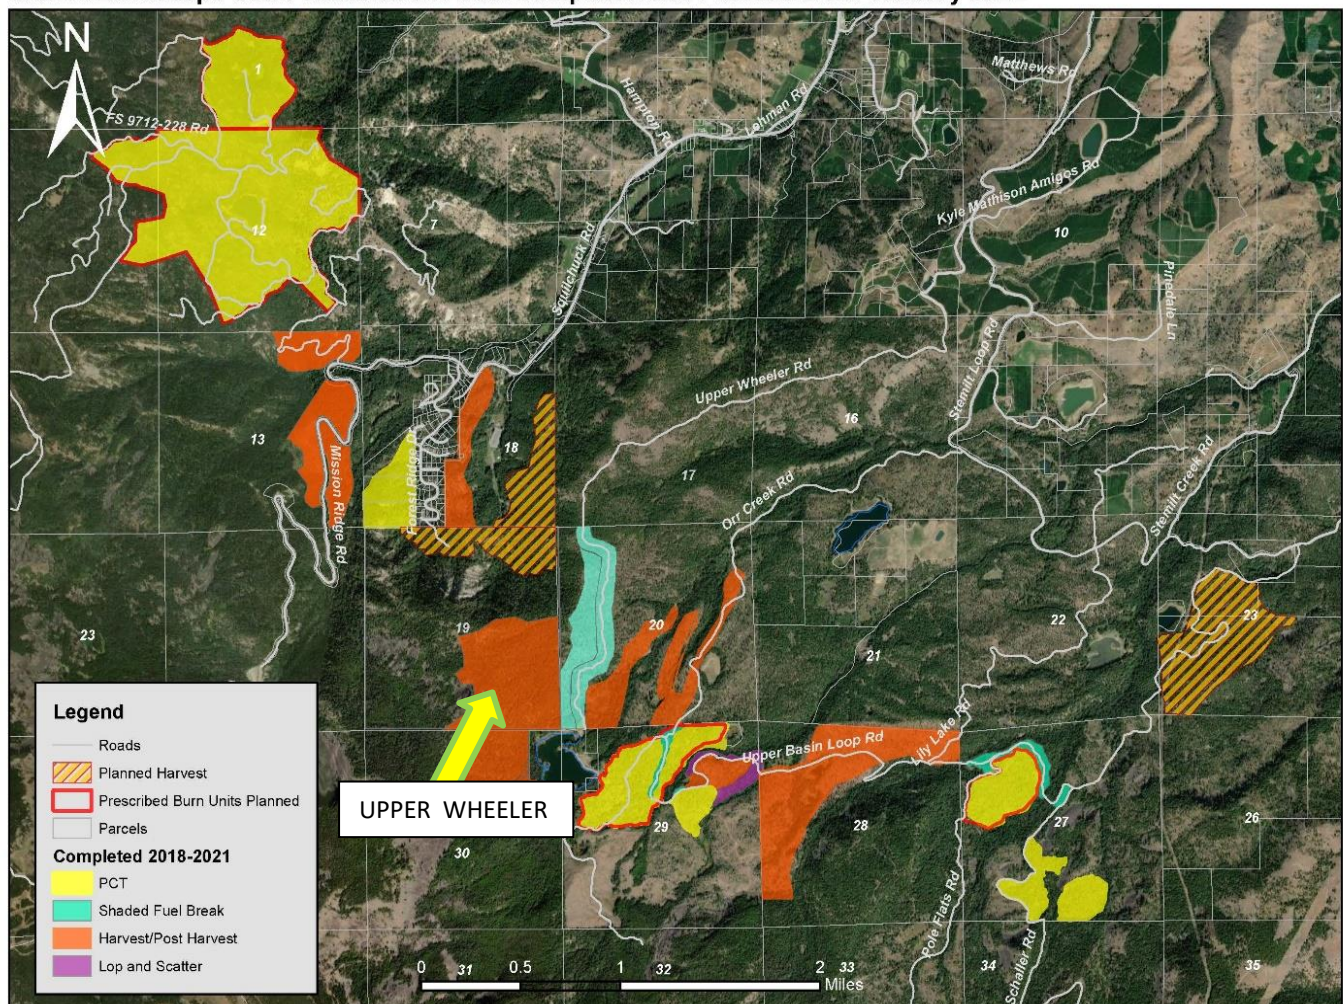 N
1
FS 9712-228 Rd
12
7
Hampton Rd
Lehman Rd
Matthews Rd
Kyle Mathison Amigos Rd
10
Pinedale Ln
Squilchuck Rd
Stemilt Loop Rd
Upper Wheeler Rd
16
13
18
17
Forest Ridge Dr
Mission Ridge Rd
Orr Creek Rd
Stemilt Creek Rd
23
19
20
21
22
23
Upper Basin Loop Rd
Lily Lake Rd
UPPER WHEELER
30
29
28
27
26
Pole Flats Rd
Schaller Rd
31
32
33
34
35
0 0.5 1 2
Miles
Legend
Roads
Planned Harvest
Prescribed Burn Units Planned
Parcels
Completed 2018-2021
PCT
Shaded Fuel Break
Harvest/Post Harvest
Lop and Scatter